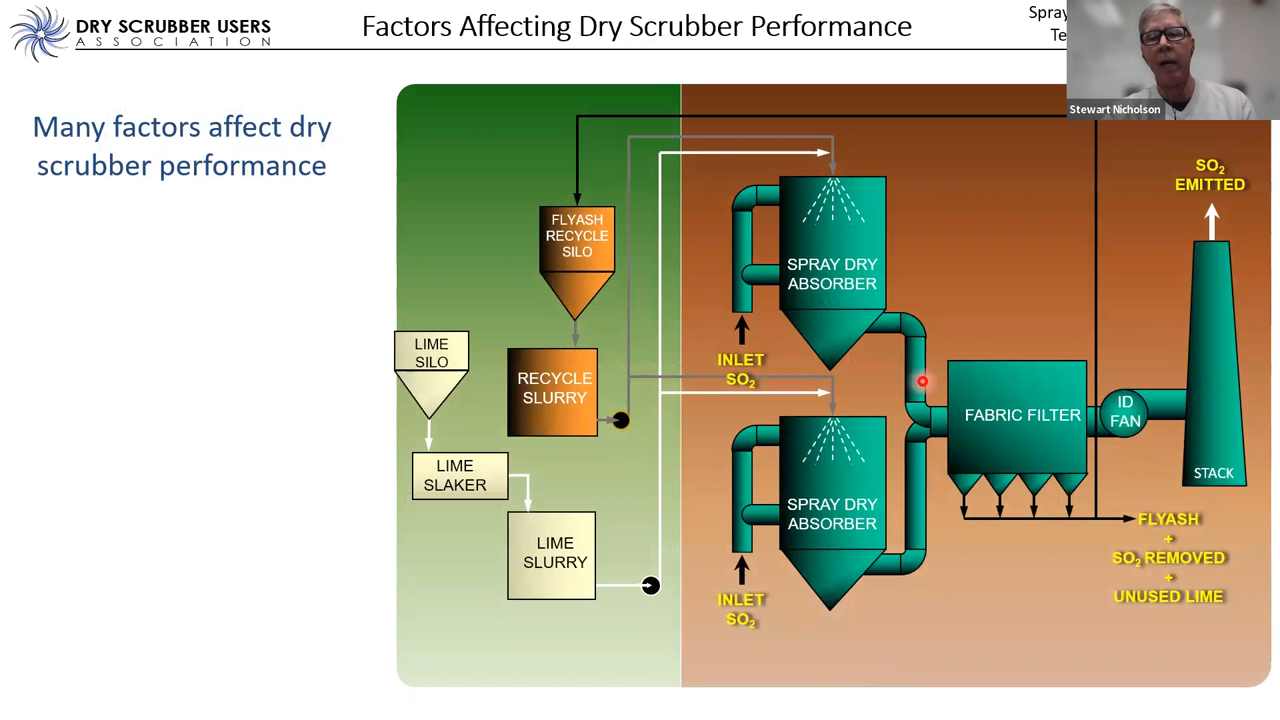 DRY SCRUBBER USERS
ASSOCIATION
Factors Affecting Dry Scrubber Performance
Spray
Stewart Nicholson
Many factors affect dry
scrubber performance
FLYASH
RECYCLE
SILO
LIME
SILO
RECYCLE
SLURRY
LIME
SLAKER
LIME
SLURRY
SPRAY DRY
ABSORBER
INLET
SO₂
SPRAY DRY
ABSORBER
INLET
SO₂
FABRIC FILTER
ID
FAN
SO₂
EMITTED
STACK
FLYASH
+
SO₂ REMOVED
+
UNUSED LIME